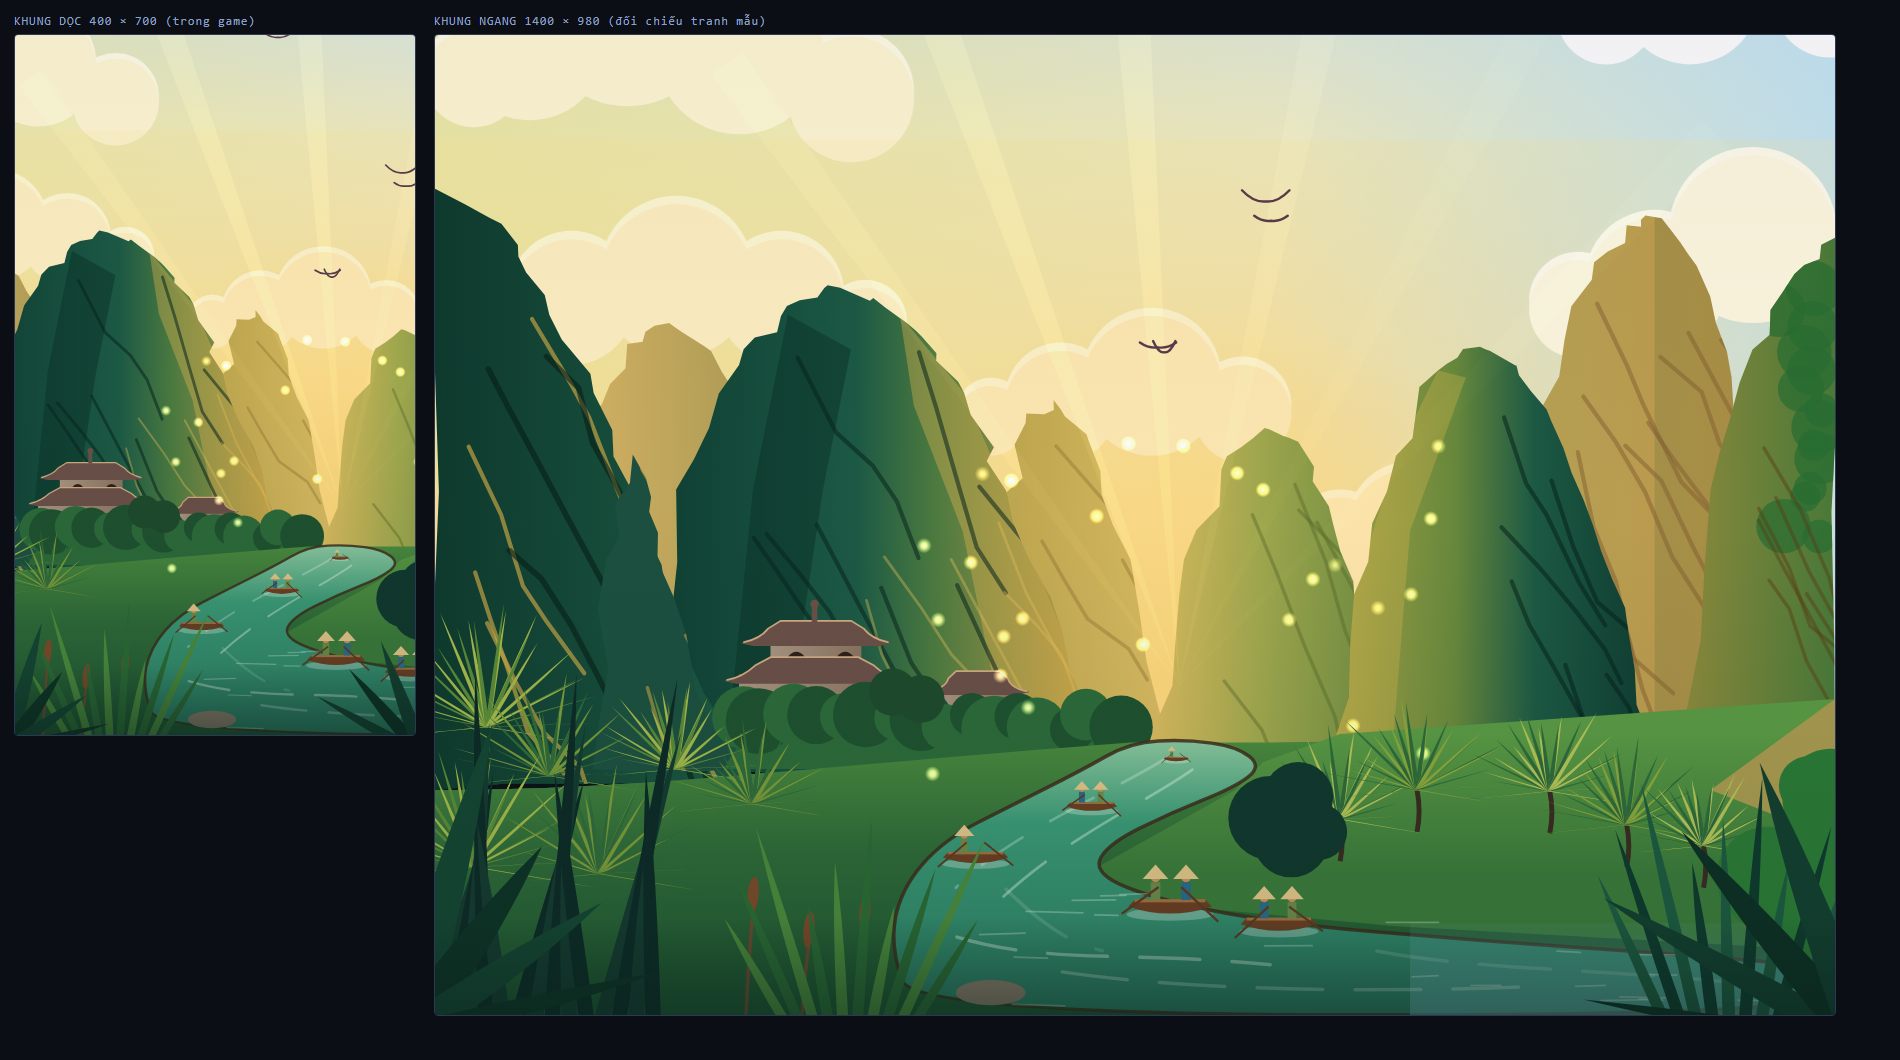 KHUNG DỌC 400 × 700 (trong game)
KHUNG NGANG 1400 × 980 (đối chiếu tranh mẫu)